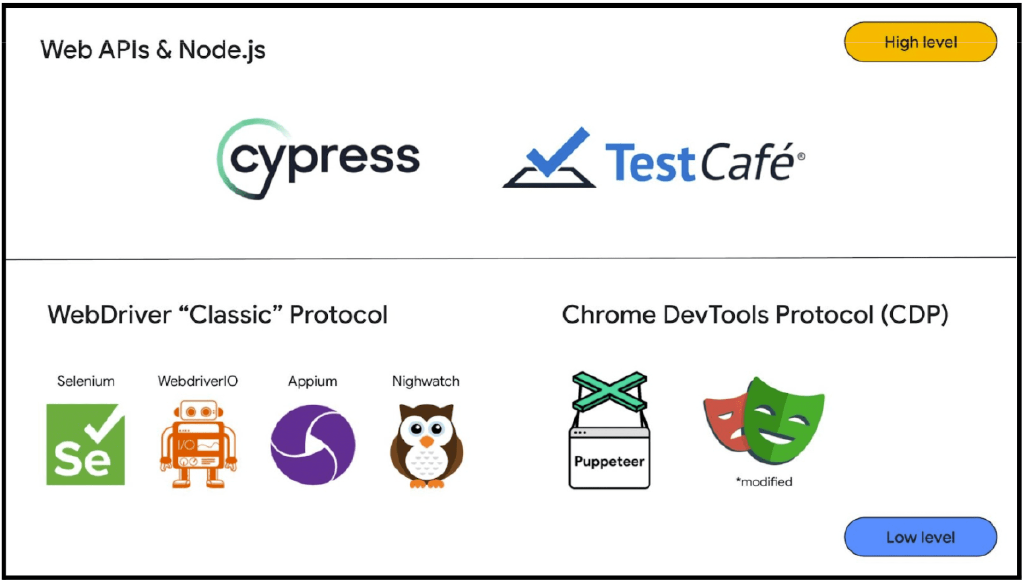 Web APIs & Node.js
High level
cypress
TestCafé®
WebDriver “Classic” Protocol
Chrome DevTools Protocol (CDP)
Selenium
WebdriverIO
Appium
Nighwatch
Se
I/O
Puppeteer
*modified
Low level